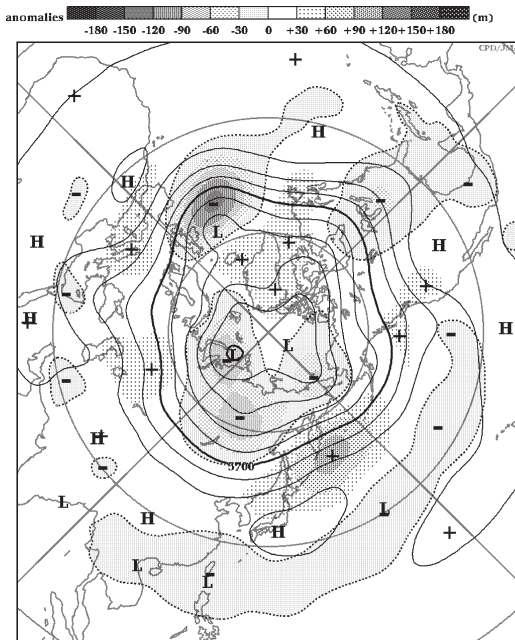 anomalies (m)
-180 -150 -120 -90 -60 -30 0 +30 +60 +90 +120 +150 +180
CPD/JMA
+
+
H
H
-
-
-
+
-
L
H
+
+
+
H
+
-
+
H
H
+
-
L
L
-
+
-
-
-
+
-
H
+
-
5700
+
L
H
L
H
+
L
L
-